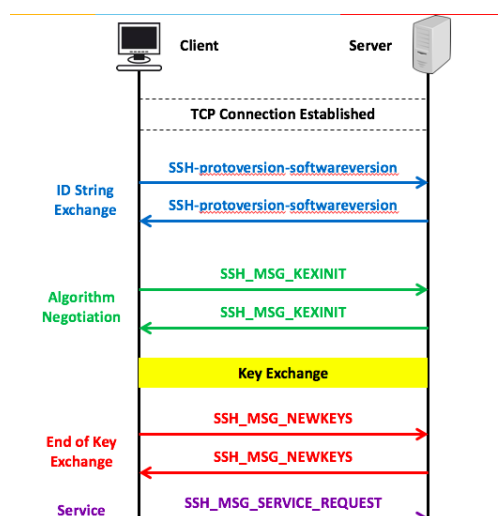 Client
Server
TCP Connection Established
SSH-protoversion-softwareversion
ID String
Exchange
SSH-protoversion-softwareversion
SSH_MSG_KEXINIT
Algorithm
Negotiation
SSH_MSG_KEXINIT
Key Exchange
SSH_MSG_NEWKEYS
End of Key
Exchange
SSH_MSG_NEWKEYS
SSH_MSG_SERVICE_REQUEST
Service